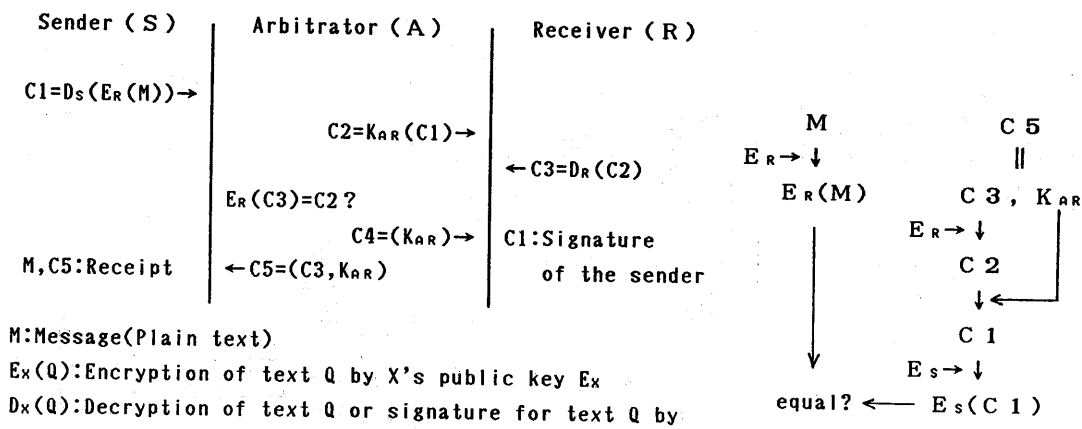 Sender (S) Arbitrator (A) Receiver (R)
C1=Ds(ER(M))→
C2=KAR(C1)→
←C3=DR(C2)
ER(C3)=C2?
C4=(KAR)→ C1:Signature
of the sender
M,C5:Receipt ←C5=(C3,KAR)
M:Message(Plain text)
Ex(Q):Encryption of text Q by X's public key Ex
Dx(Q):Decryption of text Q or signature for text Q by
M
ER→ ↓
ER(M)
equal? ←
C5
||
C3, KAR
ER→ ↓
C2
↓ ←
C1
Es→ ↓
Es(C1)